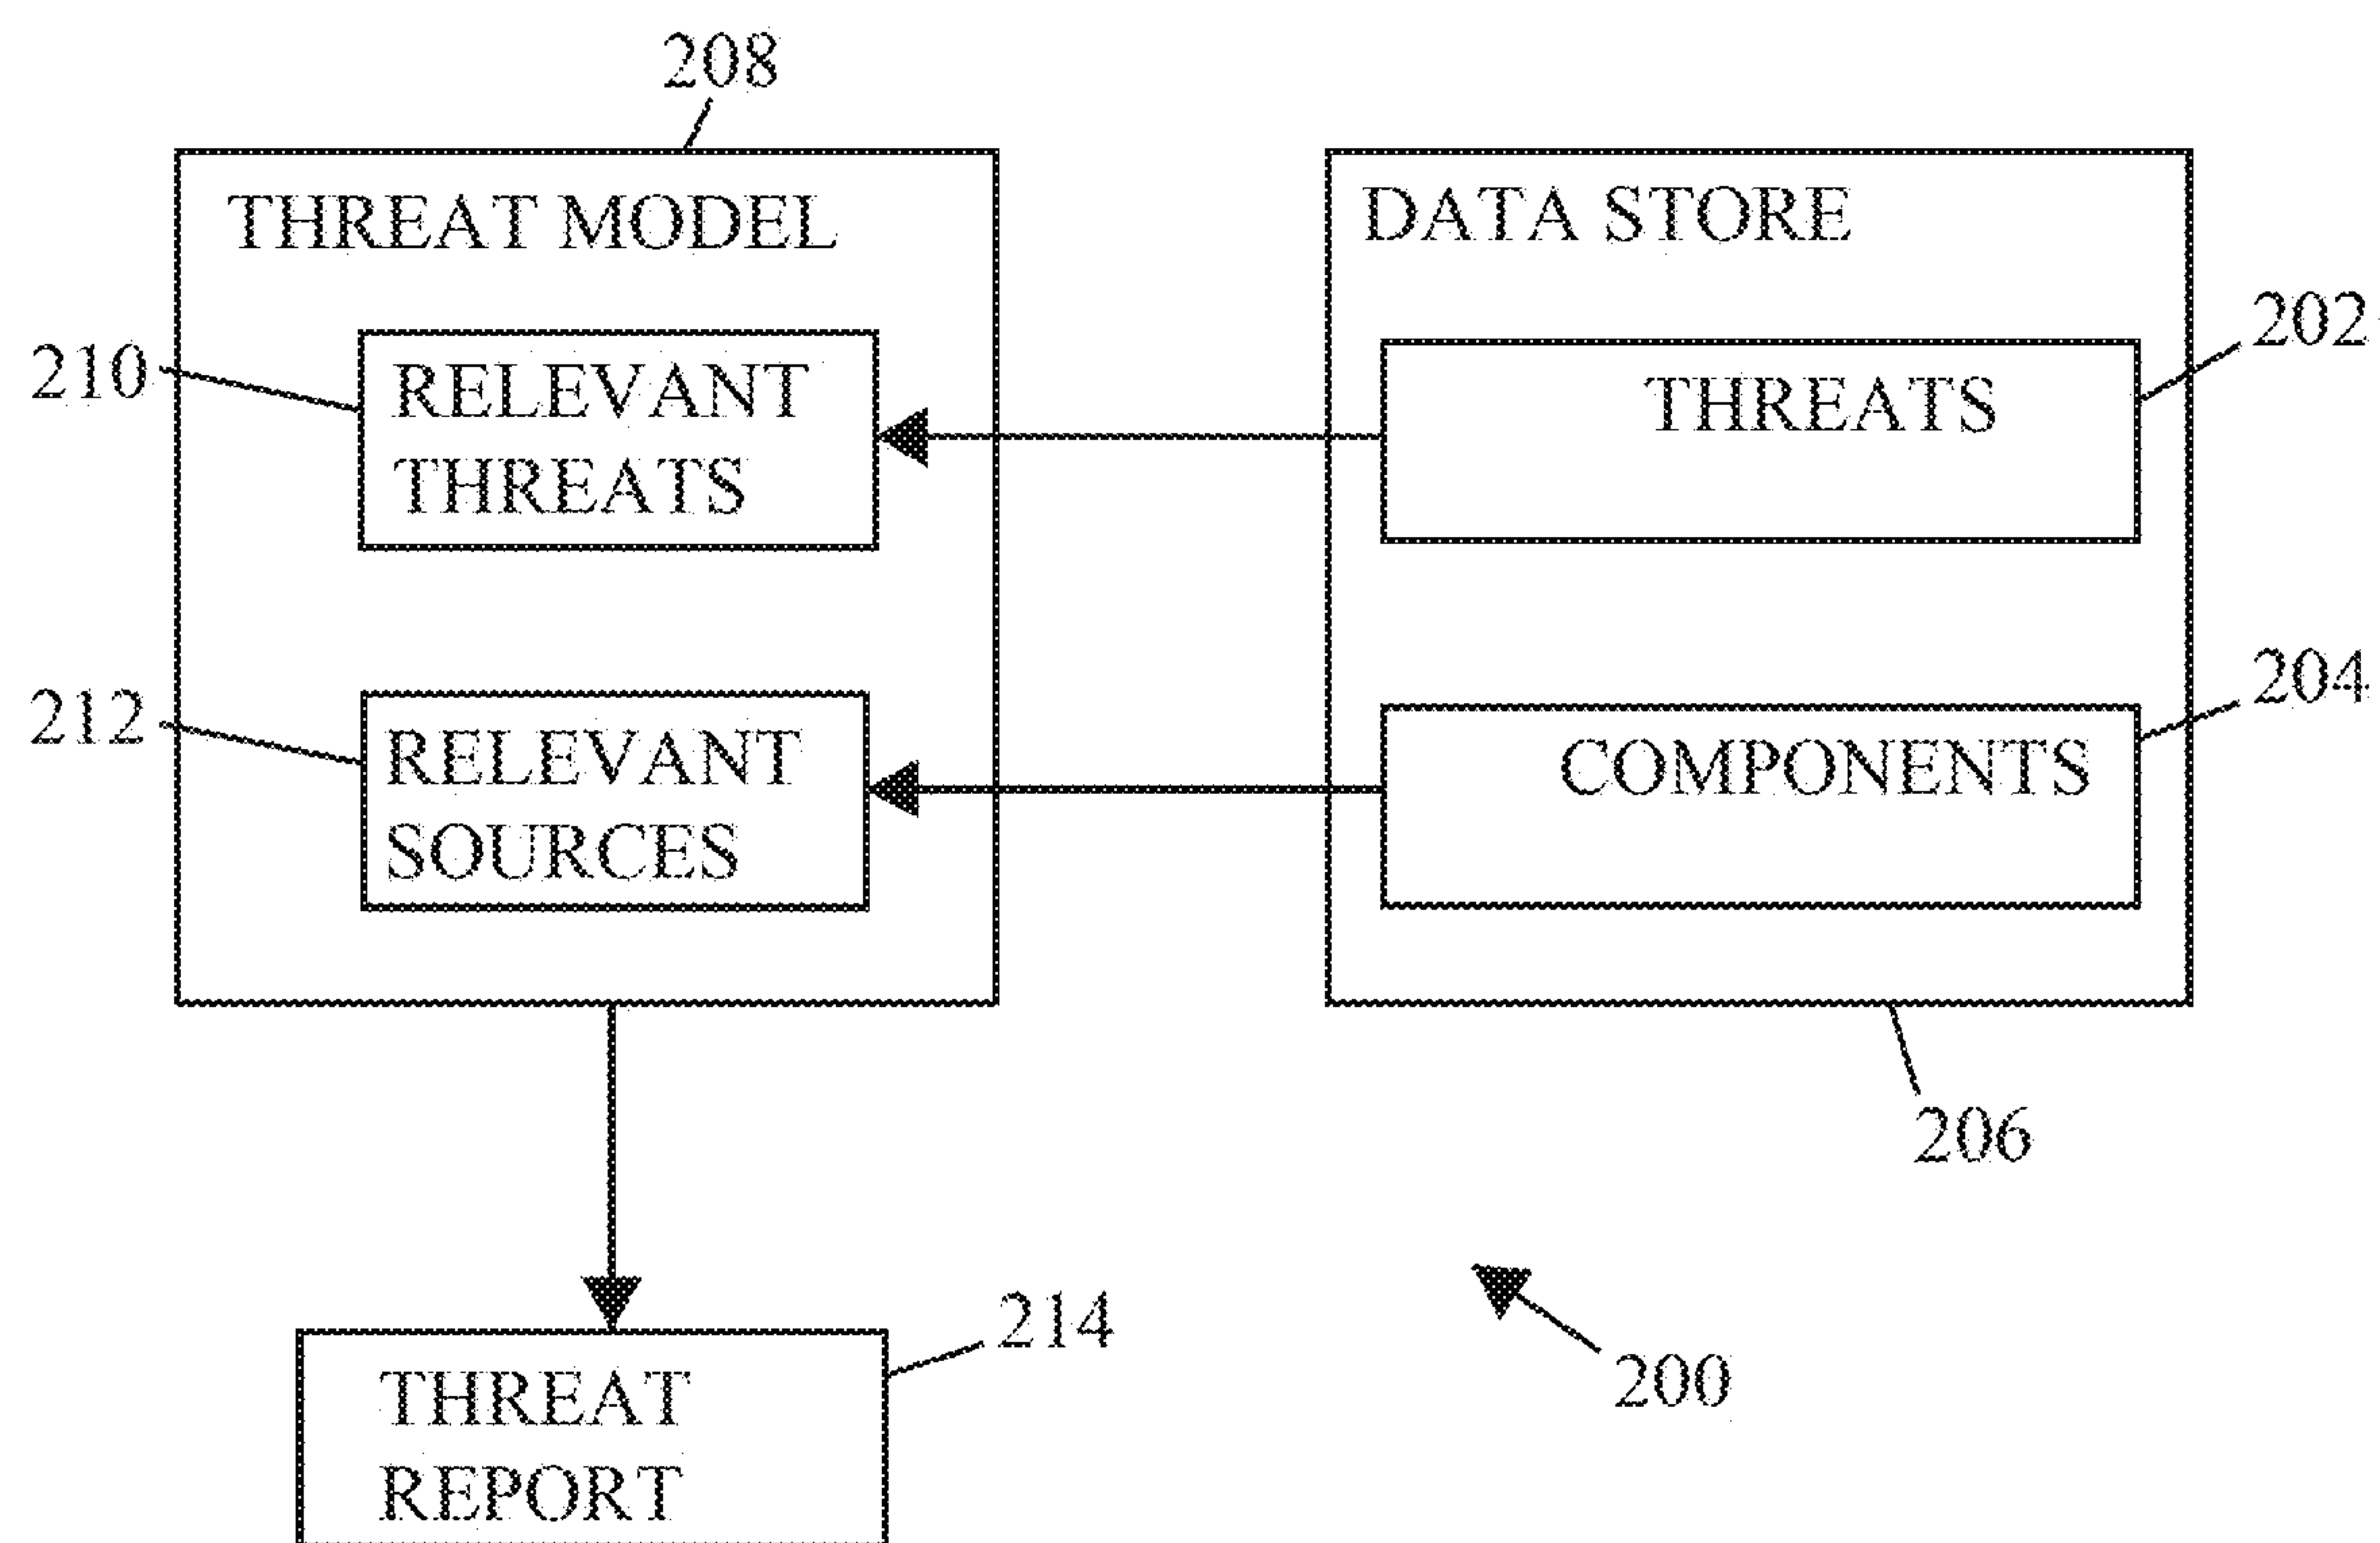 208
THREAT MODEL
DATA STORE
202
210
RELEVANT
THREATS
THREATS
204
212
RELEVANT
SOURCES
COMPONENTS
206
214
THREAT
REPORT
200